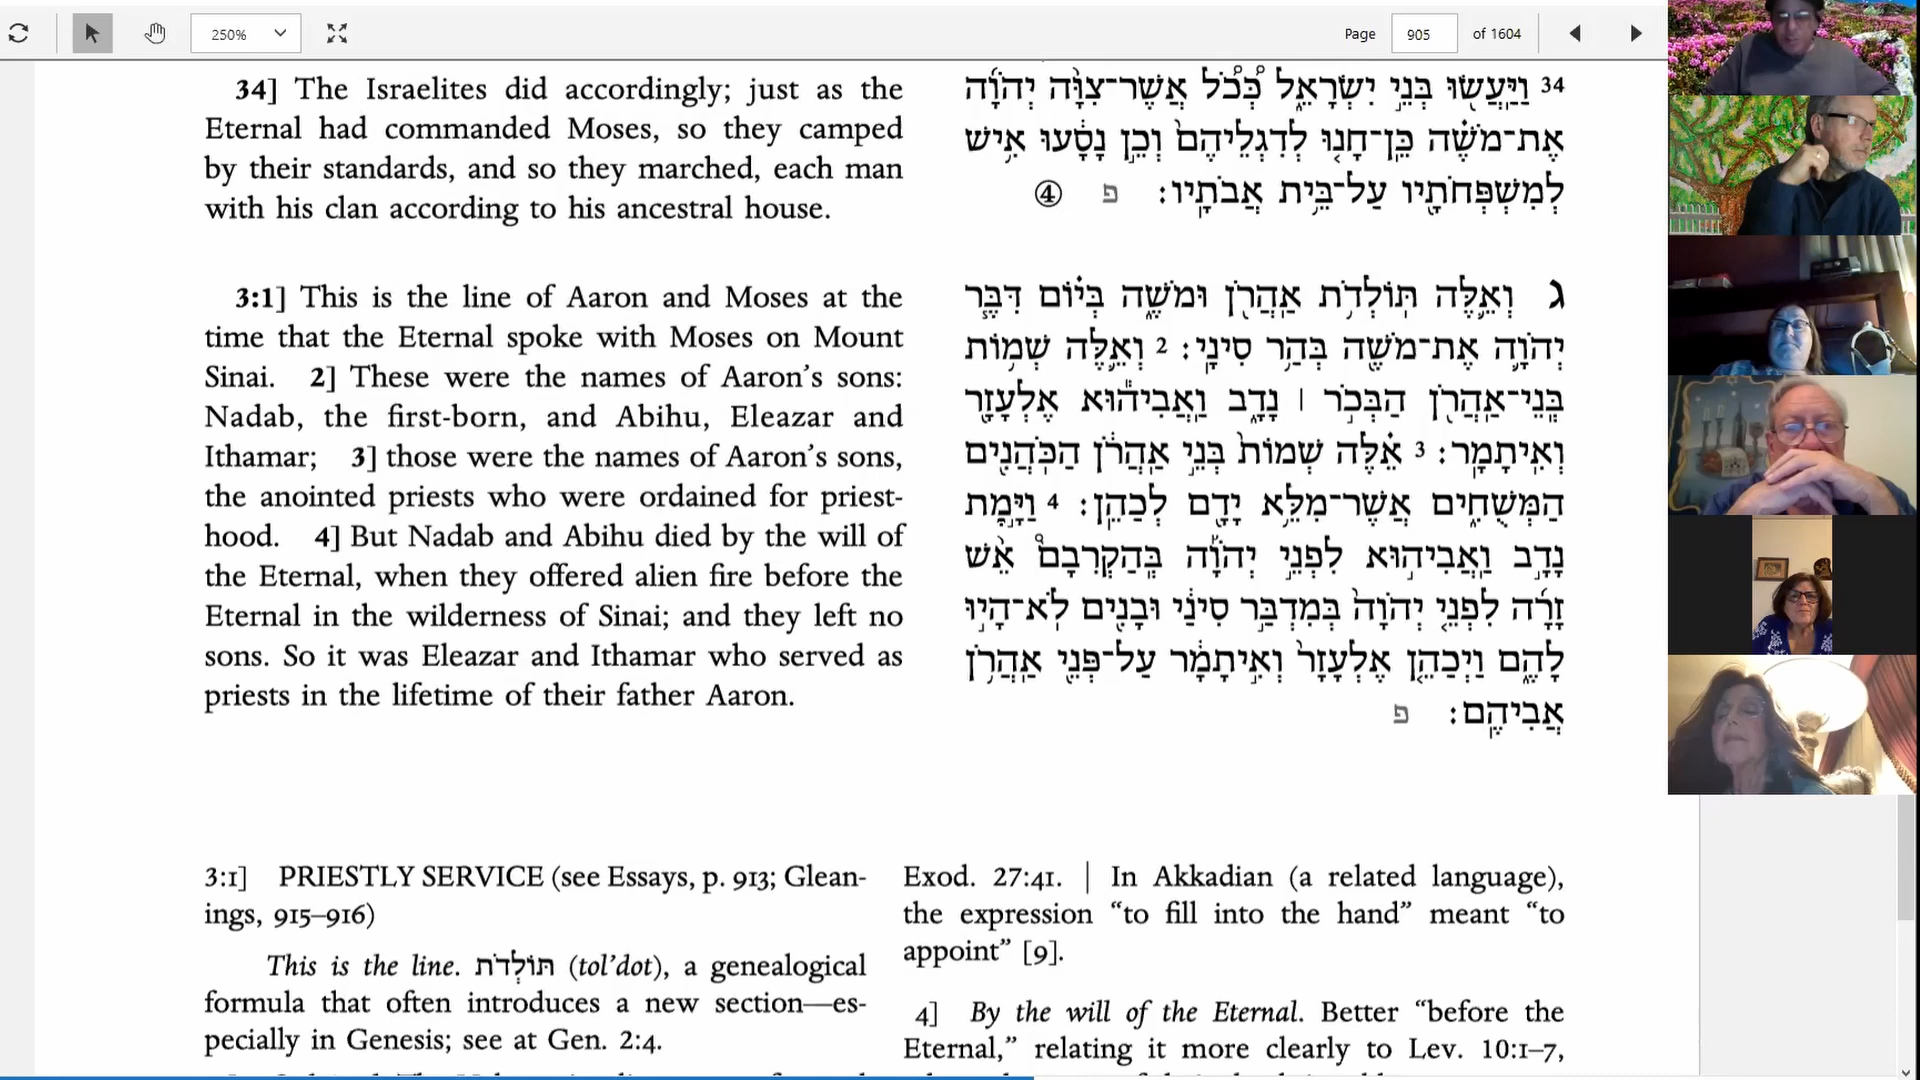 250%
Page 905 of 1604
34] The Israelites did accordingly; just as the
Eternal had commanded Moses, so they camped
by their standards, and so they marched, each man
with his clan according to his ancestral house.
3:1] This is the line of Aaron and Moses at the
time that the Eternal spoke with Moses on Mount
Sinai. 2] These were the names of Aaron’s sons:
Nadab, the first-born, and Abihu, Eleazar and
Ithamar; 3] those were the names of Aaron’s sons,
the anointed priests who were ordained for priest-
hood. 4] But Nadab and Abihu died by the will of
the Eternal, when they offered alien fire before the
Eternal in the wilderness of Sinai; and they left no
sons. So it was Eleazar and Ithamar who served as
priests in the lifetime of their father Aaron.
34 וַֽיַּעֲשׂ֖וּ בְּנֵ֣י יִשְׂרָאֵ֑ל כְּ֠כֹ֠ל אֲשֶׁר־צִוָּ֨ה יְהֹוָ֜ה
אֶת־מֹשֶׁ֗ה כֵּֽן־חָנ֤וּ לְדִגְלֵיהֶם֙ וְכֵ֣ן נָסָ֔עוּ אִ֥ישׁ
לְמִשְׁפְּחֹתָ֖יו עַל־בֵּ֥ית אֲבֹתָֽיו׃ פ ④
ג וְאֵ֛לֶּה תּוֹלְדֹ֥ת אַהֲרֹ֖ן וּמֹשֶׁ֑ה בְּי֗וֹם דִּבֶּ֧ר
יְהֹוָ֛ה אֶת־מֹשֶׁ֖ה בְּהַ֥ר סִינָֽי׃ 2 וְאֵ֛לֶּה שְׁמ֥וֹת
בְּֽנֵי־אַהֲרֹ֖ן הַבְּכֹ֣ר ׀ נָדָ֑ב וַאֲבִיה֕וּא אֶלְעָזָ֖ר
וְאִיתָמָֽר׃ 3 אֵ֗לֶּה שְׁמוֹת֙ בְּנֵ֣י אַהֲרֹ֔ן הַכֹּהֲנִ֖ים
הַמְּשֻׁחִ֑ים אֲשֶׁר־מִלֵּ֥א יָדָ֖ם לְכַהֵֽן׃ 4 וַיָּ֣מׇת
נָדָ֣ב וַאֲבִיה֣וּא לִפְנֵ֣י יְהֹוָ֡ה בְּֽהַקְרִבָם֩ אֵ֨שׁ
זָרָ֜ה לִפְנֵ֤י יְהֹוָה֙ בְּמִדְבַּ֣ר סִינַ֔י וּבָנִ֖ים לֹא־הָי֣וּ
לָהֶ֑ם וַיְכַהֵ֤ן אֶלְעָזָר֙ וְאִ֣יתָמָ֔ר עַל־פְּנֵ֖י אַהֲרֹ֥ן
אֲבִיהֶֽם׃ פ
3:1] PRIESTLY SERVICE (see Essays, p. 913; Glean-
ings, 915–916)
This is the line. תּוֹלְדֹת (tol’dot), a genealogical
formula that often introduces a new section—es-
pecially in Genesis; see at Gen. 2:4.
Exod. 27:41. | In Akkadian (a related language),
the expression “to fill into the hand” meant “to
appoint” [9].
4] By the will of the Eternal. Better “before the
Eternal,” relating it more clearly to Lev. 10:1–7,